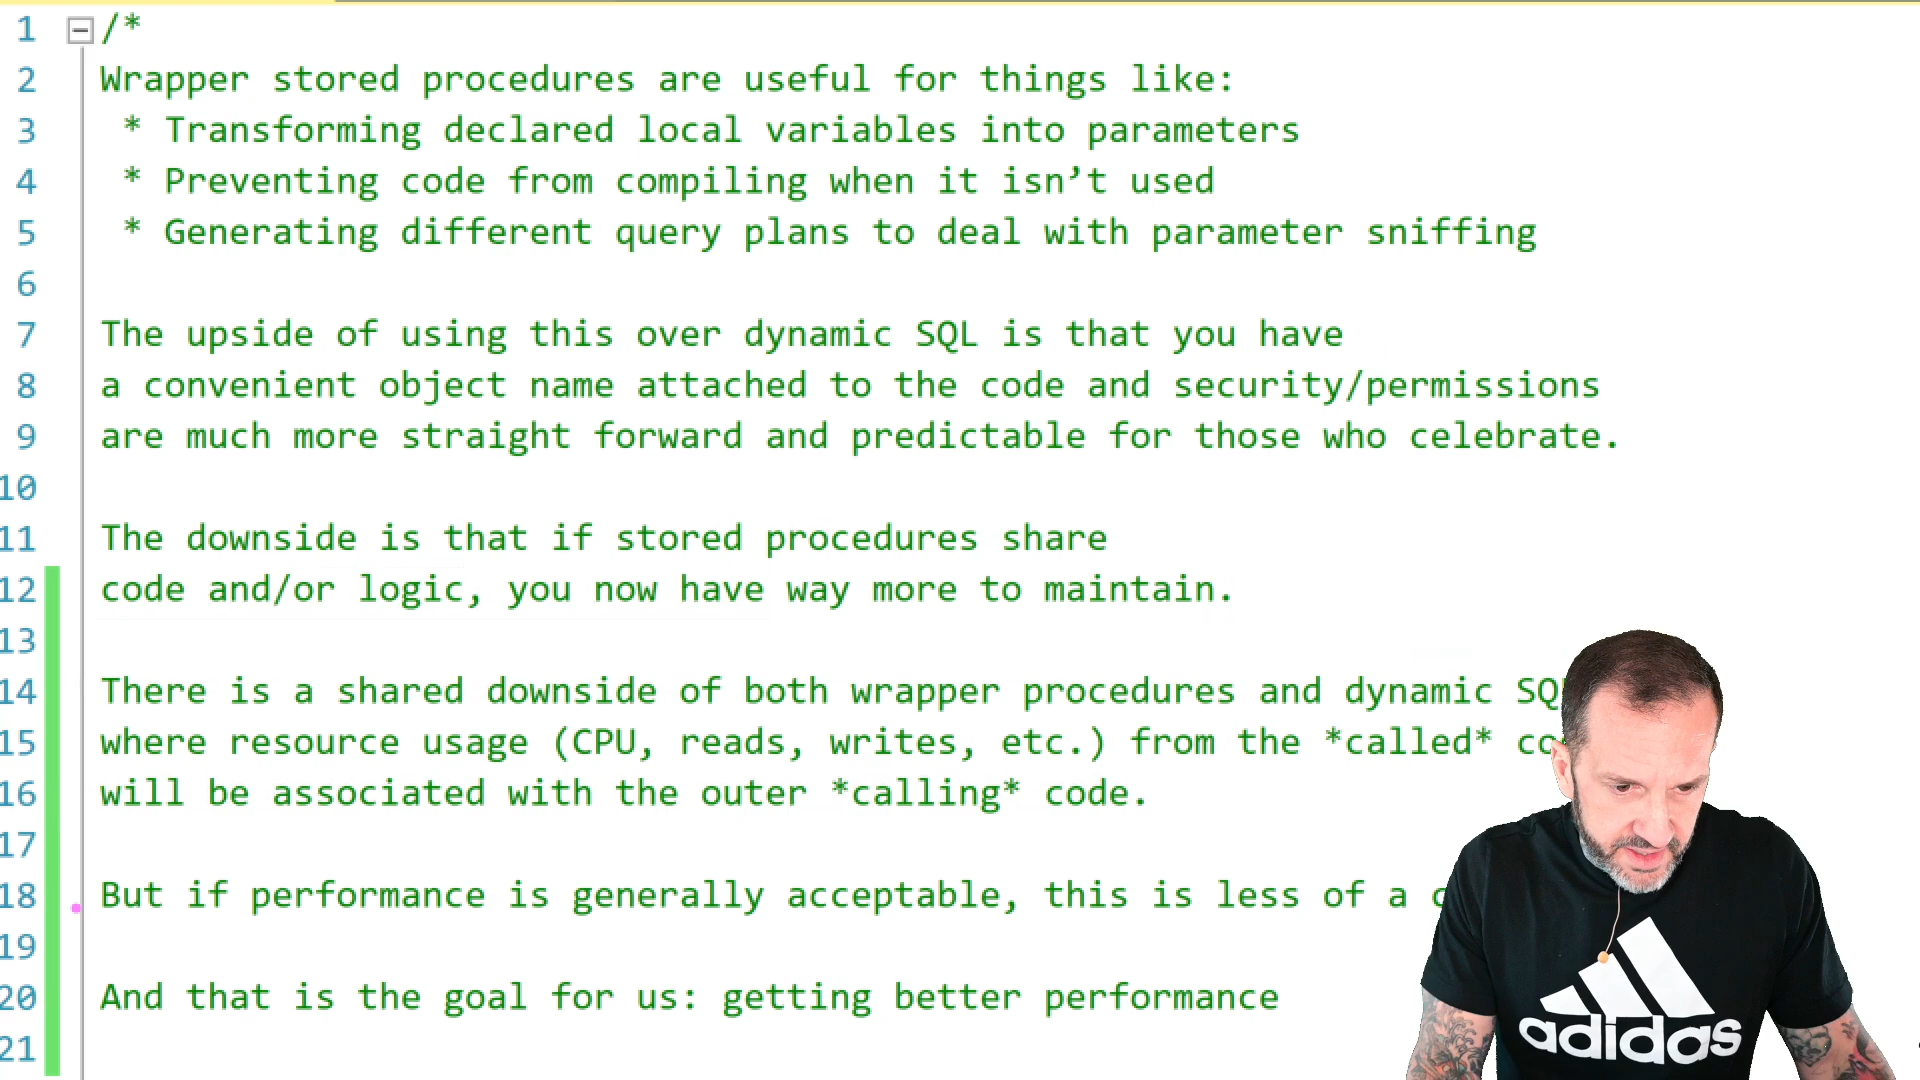 1 /*
2 Wrapper stored procedures are useful for things like:
3 * Transforming declared local variables into parameters
4 * Preventing code from compiling when it isn’t used
5 * Generating different query plans to deal with parameter sniffing
6
7 The upside of using this over dynamic SQL is that you have
8 a convenient object name attached to the code and security/permissions
9 are much more straight forward and predictable for those who celebrate.
10
11 The downside is that if stored procedures share
12 code and/or logic, you now have way more to maintain.
13
14 There is a shared downside of both wrapper procedures and dynamic
15 where resource usage (CPU, reads, writes, etc.) from the *called*
16 will be associated with the outer *calling* code.
17
18 But if performance is generally acceptable, this is less of a
19
20 And that is the goal for us: getting better performance
21
adidas